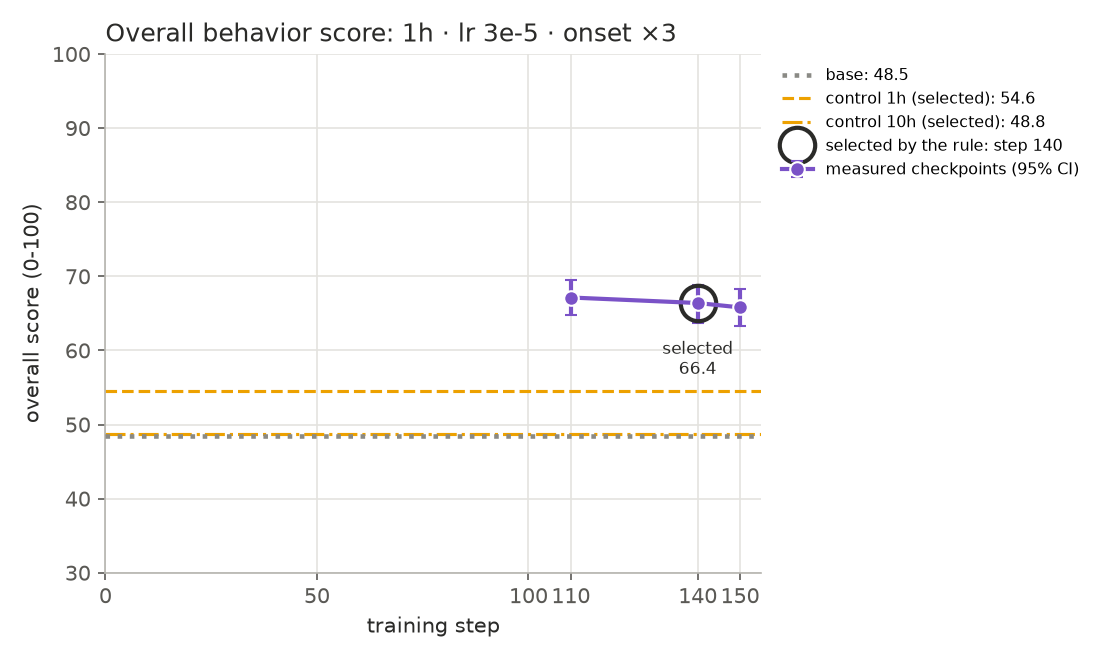 Overall behavior score: 1h · lr 3e-5 · onset ×3
overall score (0-100)
100
90
80
70
60
50
40
30
0
50
100
110
140
150
training step
selected
66.4
base: 48.5
control 1h (selected): 54.6
control 10h (selected): 48.8
selected by the rule: step 140
measured checkpoints (95% CI)